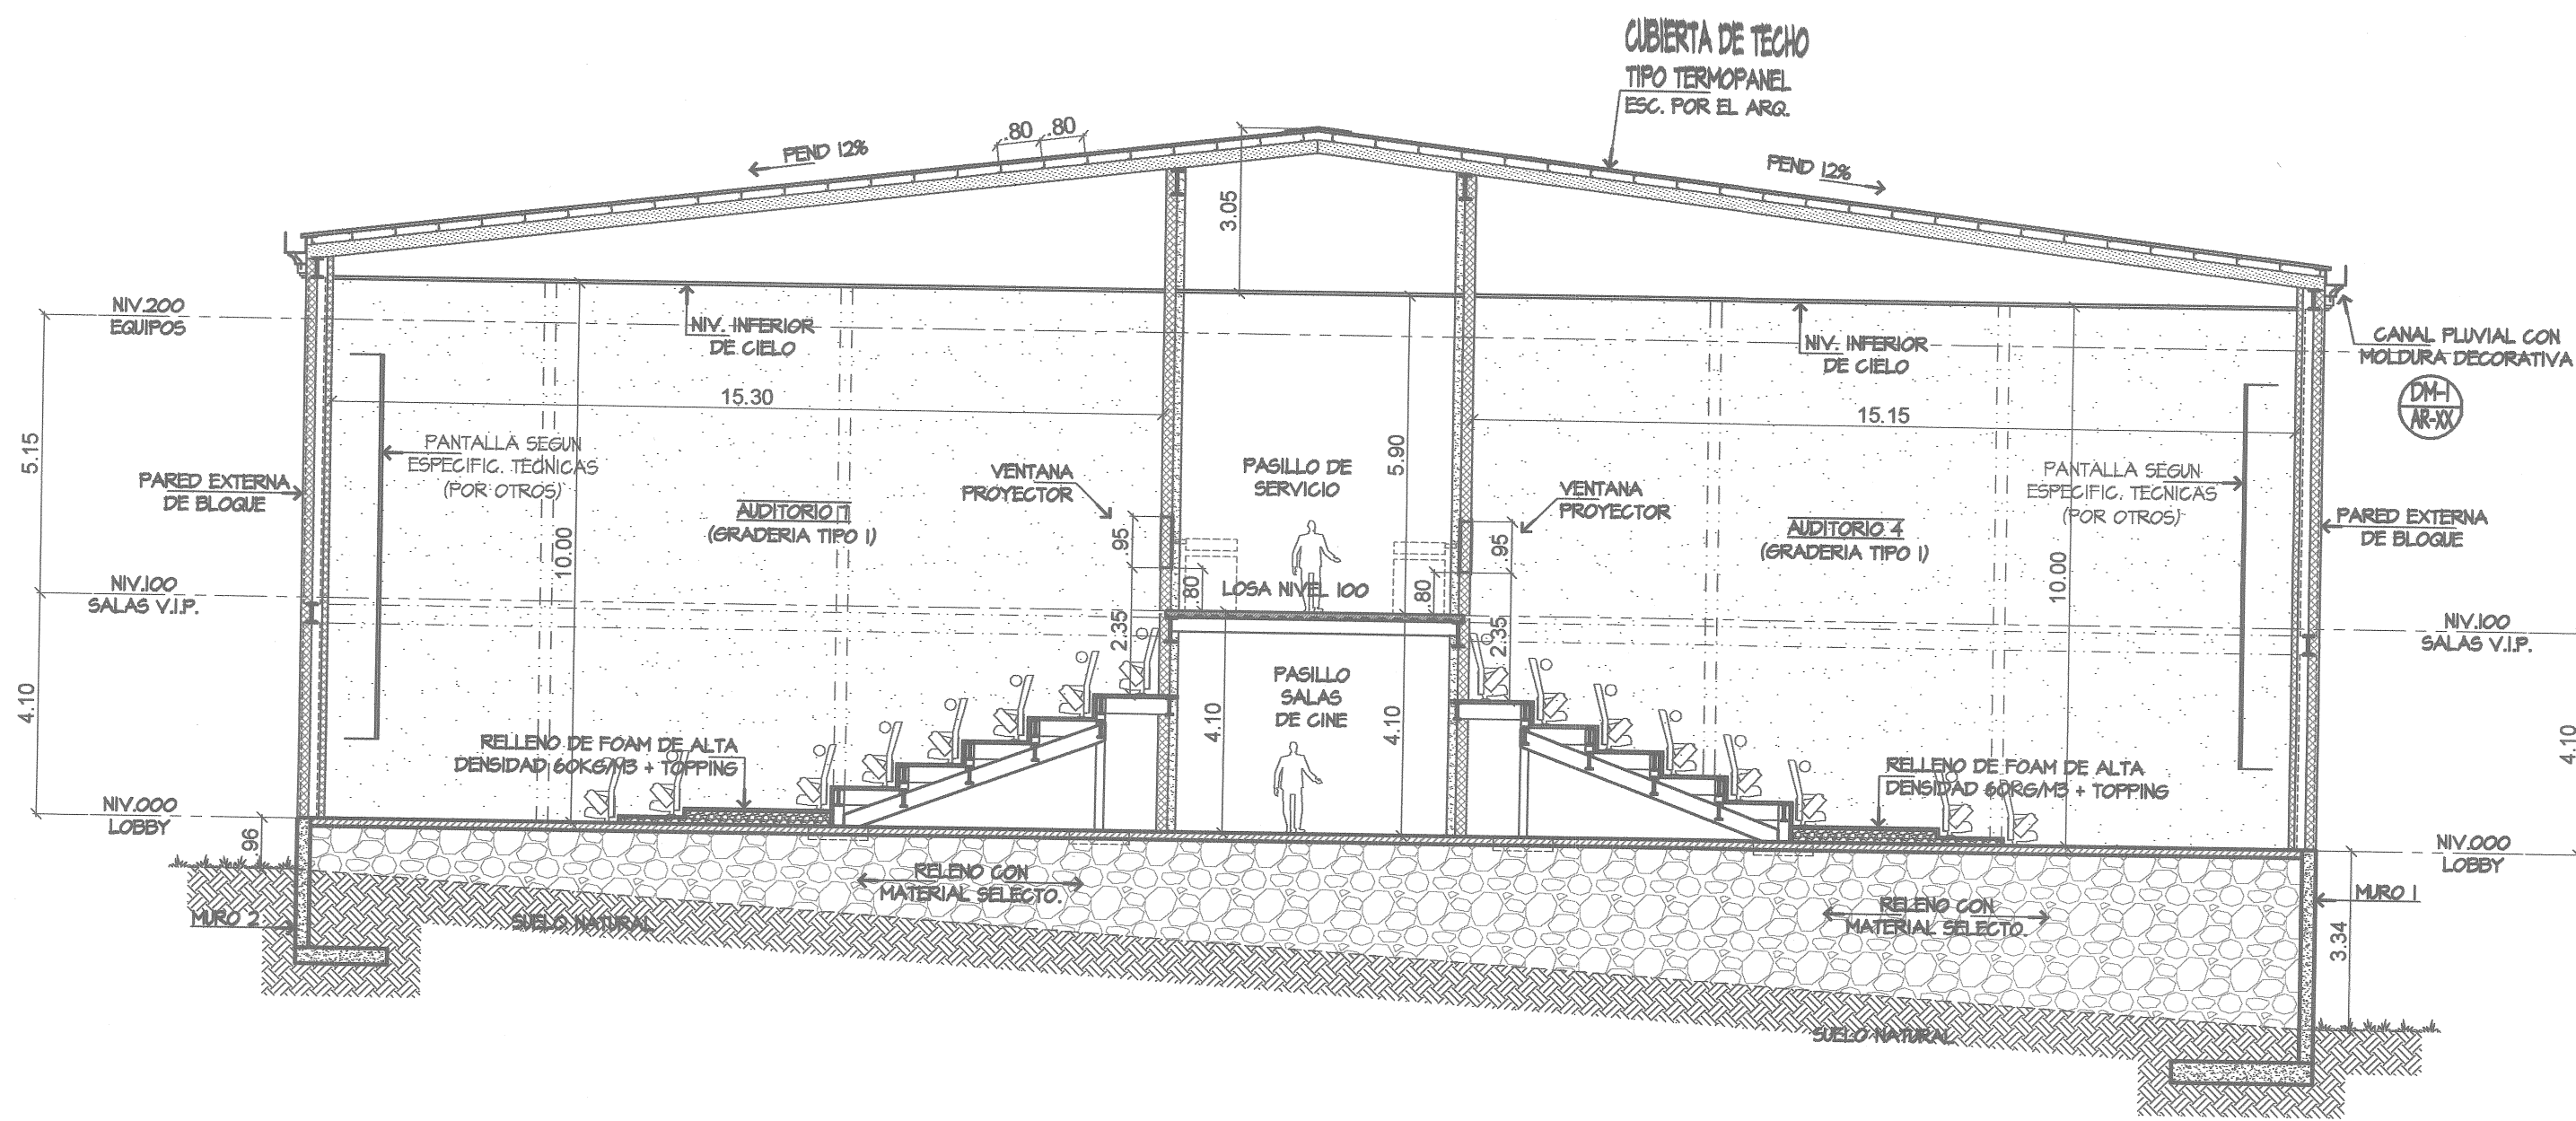 CUBIERTA DE TECHO
TIPO TERMOPANEL
ESC. POR EL ARQ.
.80
.80
PEND 12%
PEND 12%
3.05
NIV.200
EQUIPOS
NIV. INFERIOR
DE CIELO
NIV. INFERIOR
DE CIELO
CANAL PLUVIAL CON
MOLDURA DECORATIVA
DM-1
AR-XX
15.30
15.15
5.15
PANTALLA SEGUN
ESPECIFIC. TECNICAS
(POR OTROS)
PARED EXTERNA
DE BLOQUE
AUDITORIO 1
(GRADERIA TIPO I)
10.00
VENTANA
PROYECTOR
.95
.80
2.35
PASILLO DE
SERVICIO
5.90
LOSA NIVEL 100
.80
VENTANA
PROYECTOR
.95
2.35
AUDITORIO 4
(GRADERIA TIPO I)
10.00
PANTALLA SEGUN
ESPECIFIC. TECNICAS
(POR OTROS)
PARED EXTERNA
DE BLOQUE
NIV.100
SALAS V.I.P.
NIV.100
SALAS V.I.P.
4.10
PASILLO
SALAS
DE CINE
4.10
4.10
4.10
RELLENO DE FOAM DE ALTA
DENSIDAD 60KG/M3 + TOPPING
RELLENO DE FOAM DE ALTA
DENSIDAD 60KG/M3 + TOPPING
NIV.000
LOBBY
NIV.000
LOBBY
.96
RELENO CON
MATERIAL SELECTO.
RELENO CON
MATERIAL SELECTO.
MURO 2
SUELO NATURAL
MURO 1
3.34
SUELO NATURAL